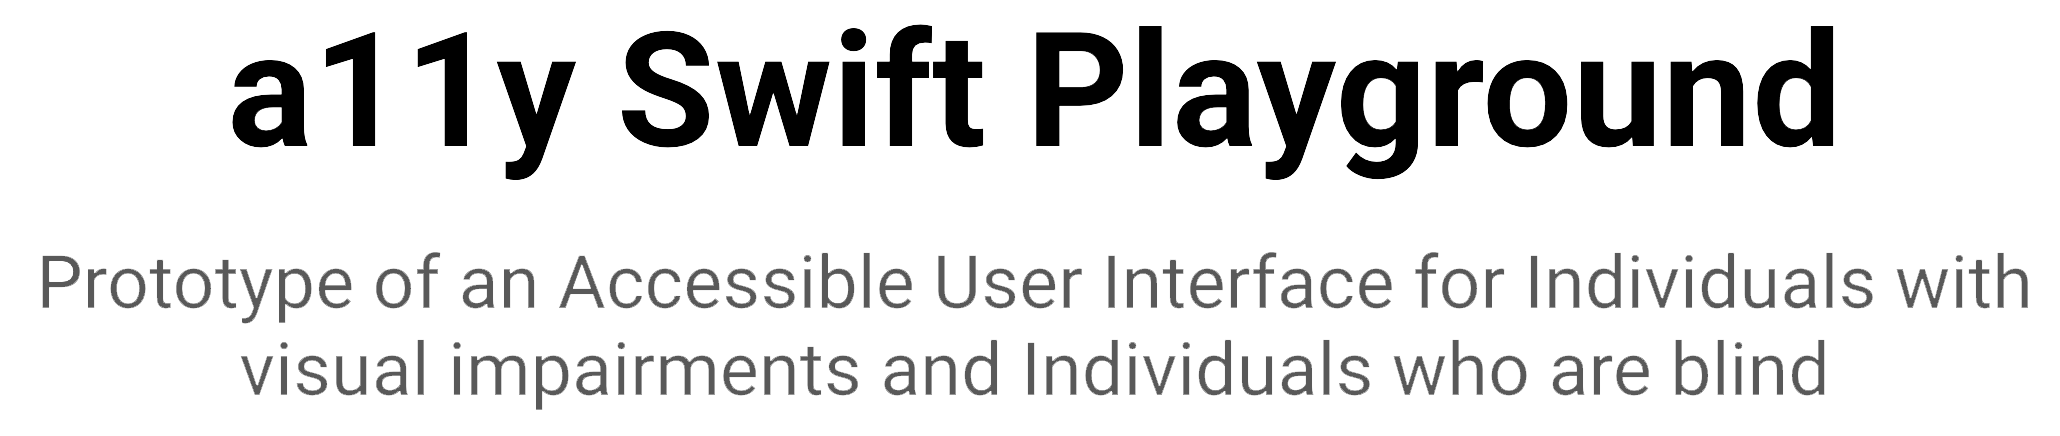 a11y Swift Playground
Prototype of an Accessible User Interface for Individuals with
visual impairments and Individuals who are blind